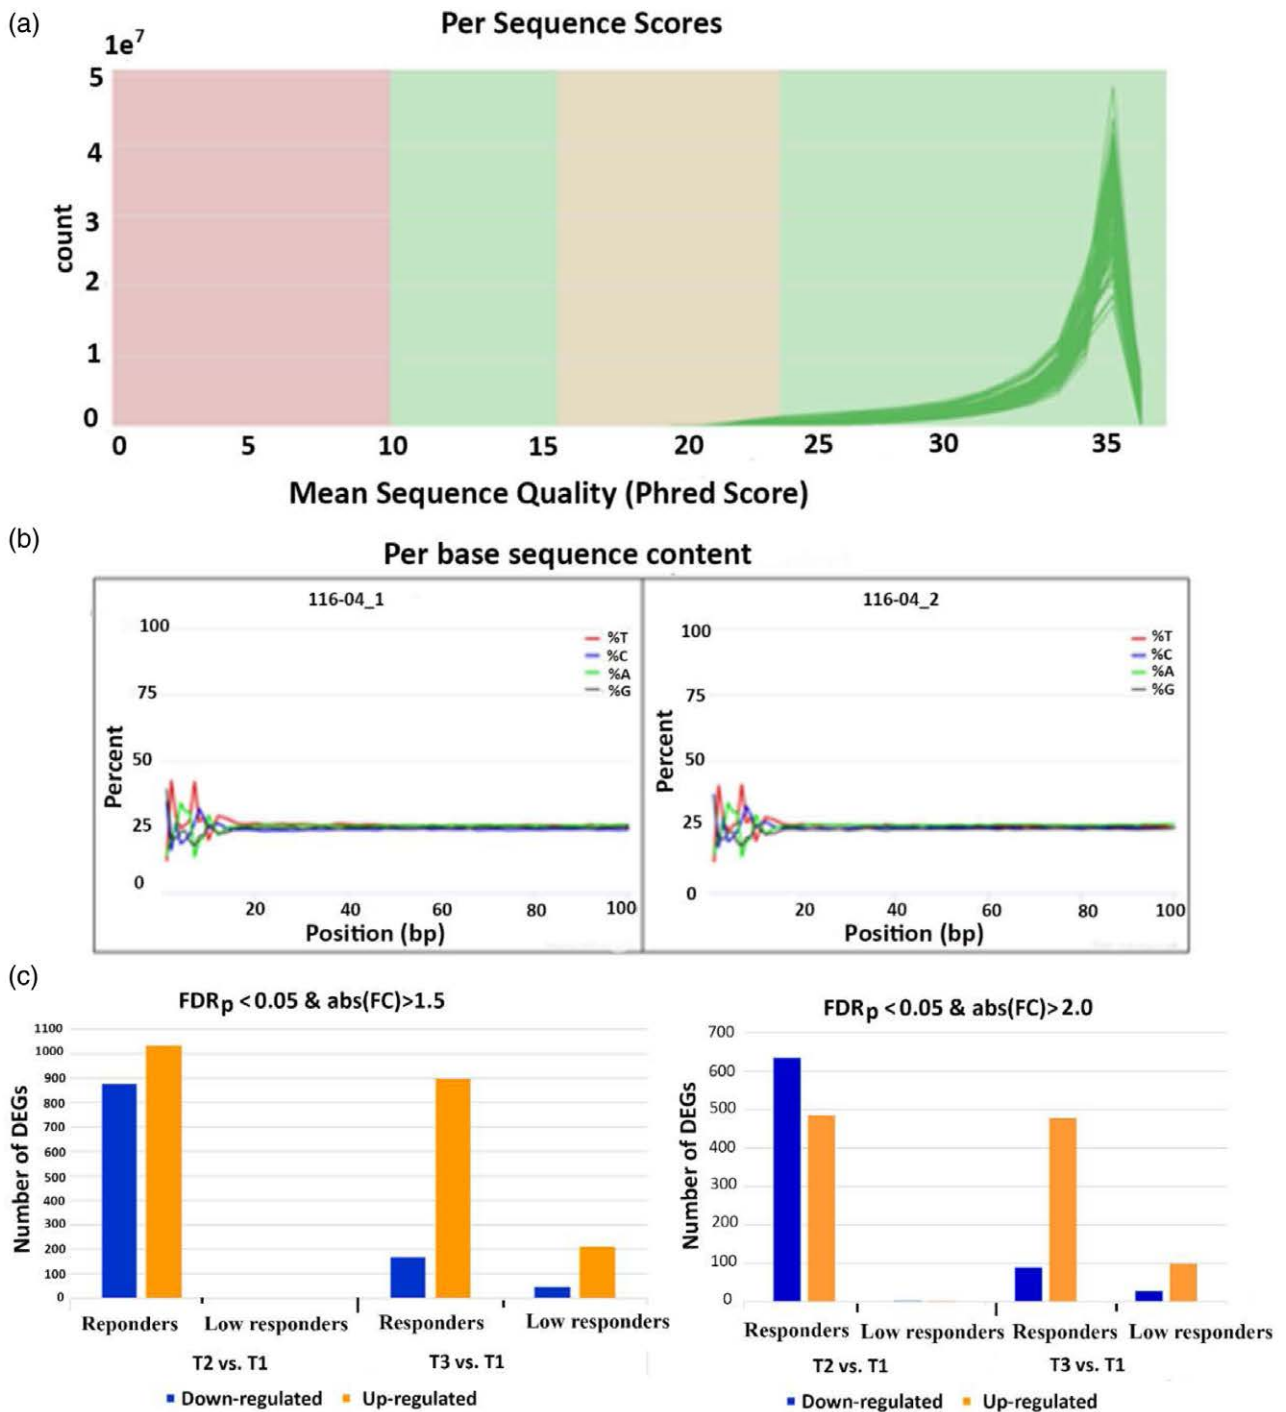 (a)
Per Sequence Scores
1e7
5
4
3
2
1
0
count
0 5 10 15 20 25 30 35
Mean Sequence Quality (Phred Score)
(b)
Per base sequence content
116-04_1
100
75
50
25
0
Percent
%T
%C
%A
%G
20 40 60 80 100
Position (bp)
116-04_2
100
75
50
25
0
Percent
%T
%C
%A
%G
20 40 60 80 100
Position (bp)
(c)
FDRp <0.05 & abs(FC)>1.5
1100
1000
900
800
700
600
500
400
300
200
100
0
Number of DEGs
Reponders Low responders Responders Low responders
T2 vs. T1 T3 vs. T1
Down-regulated Up-regulated
FDRp <0.05 & abs(FC)>2.0
700
600
500
400
300
200
100
0
Number of DEGs
Responders Low responders Responders Low responders
T2 vs. T1 T3 vs. T1
Down-regulated Up-regulated